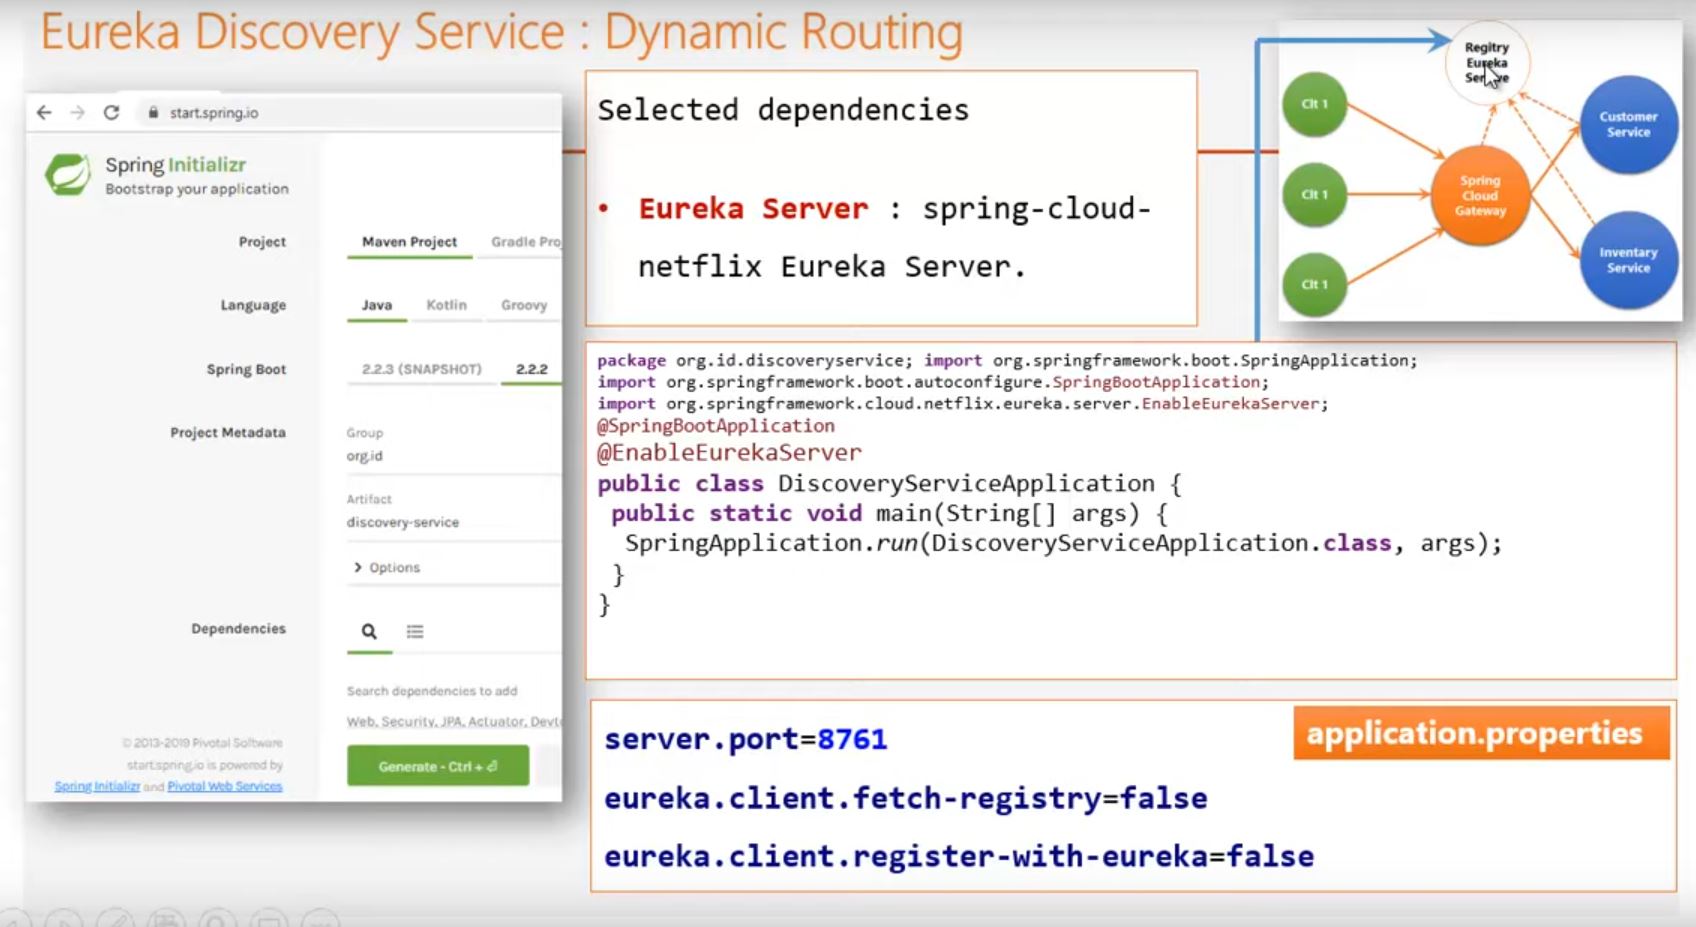 Eureka Discovery Service : Dynamic Routing
start.spring.io
Spring Initializr
Bootstrap your application
Project
Maven Project
Gradle Pro
Language
Java
Kotlin
Groovy
Spring Boot
2.2.3 (SNAPSHOT)
2.2.2
Project Metadata
Group
org.id
Artifact
discovery-service
Options
Dependencies
Search dependencies to add
Web, Security, JPA, Actuator, Devto
© 2013-2019 Pivotal Software
start.spring.io is powered by
Spring Initializr and Pivotal Web Services
Generate - Ctrl + ⏎
Selected dependencies
• Eureka Server : spring-cloud-
netflix Eureka Server.
Regitry
Eureka
Clt 1
Clt 1
Clt 1
Spring
Cloud
Gateway
Customer
Service
Inventory
Service
package org.id.discoveryservice; import org.springframework.boot.SpringApplication;
import org.springframework.boot.autoconfigure.SpringBootApplication;
import org.springframework.cloud.netflix.eureka.server.EnableEurekaServer;
@SpringBootApplication
@EnableEurekaServer
public class DiscoveryServiceApplication {
public static void main(String[] args) {
SpringApplication.run(DiscoveryServiceApplication.class, args);
}
}
application.properties
server.port=8761
eureka.client.fetch-registry=false
eureka.client.register-with-eureka=false